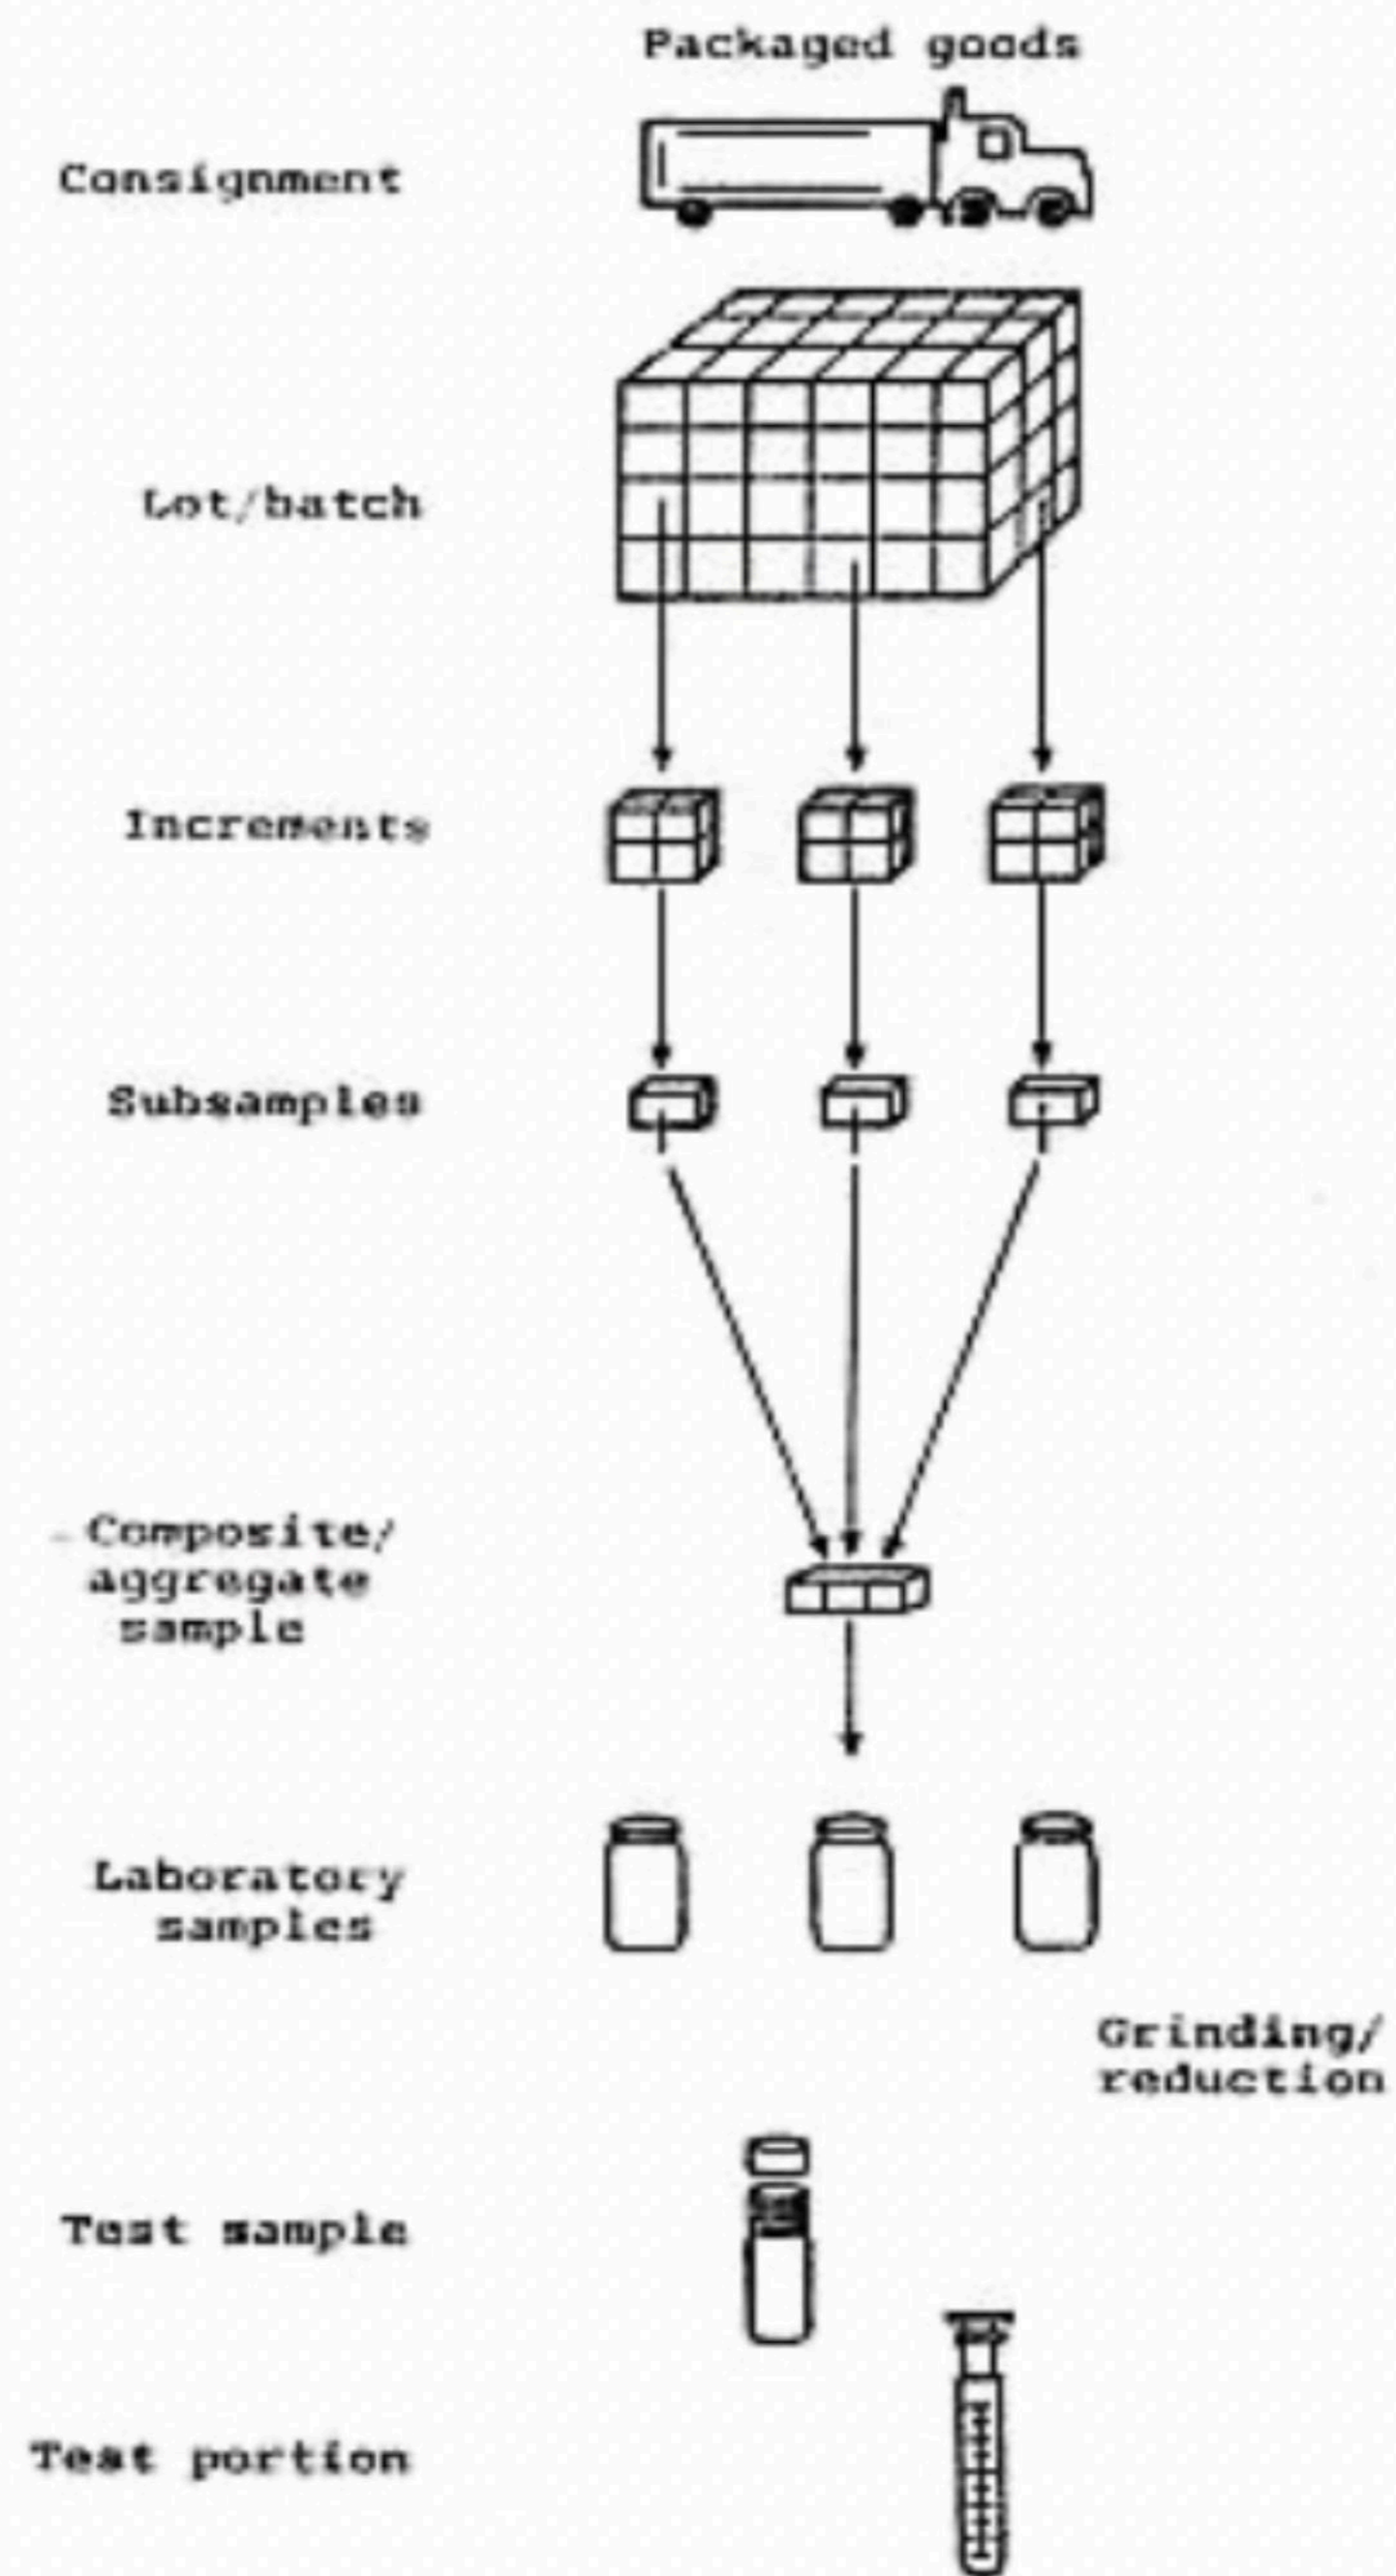 Packaged goods
Consignment
Lot/batch
Increments
Subsamples
Composite/
aggregate
sample
Laboratory
samples
Grinding/
reduction
Test sample
Test portion